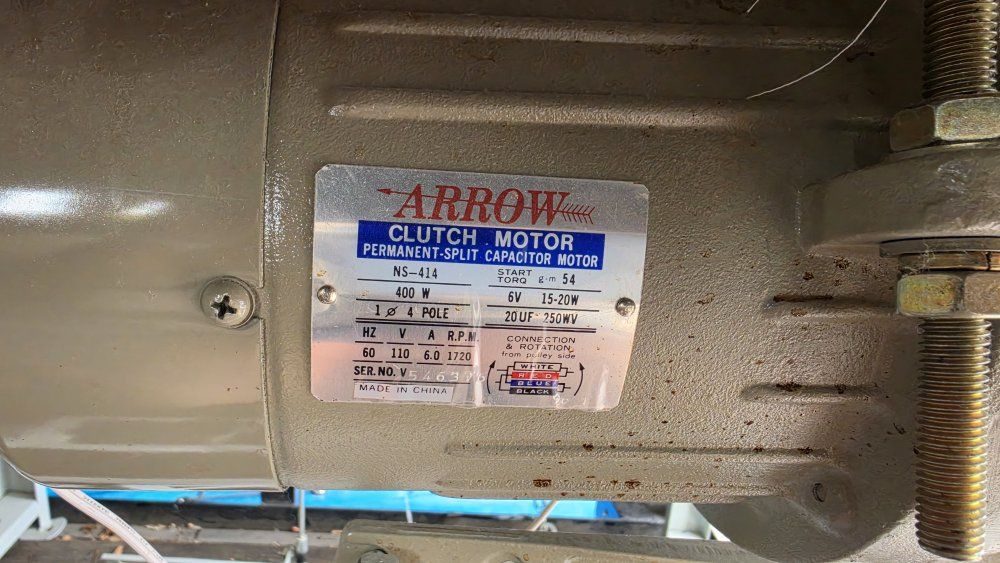 ARROW
CLUTCH MOTOR
PERMANENT-SPLIT CAPACITOR MOTOR
NS-414
START TORQ g·m 54
400 W
6V 15-20W
1 ø 4 POLE
20UF 250WV
HZ V A R.P.M.
60 110 6.0 1720
CONNECTION
& ROTATION
from pulley side
WHITE
RED
BLUE
BLACK
SER.NO. V
MADE IN CHINA